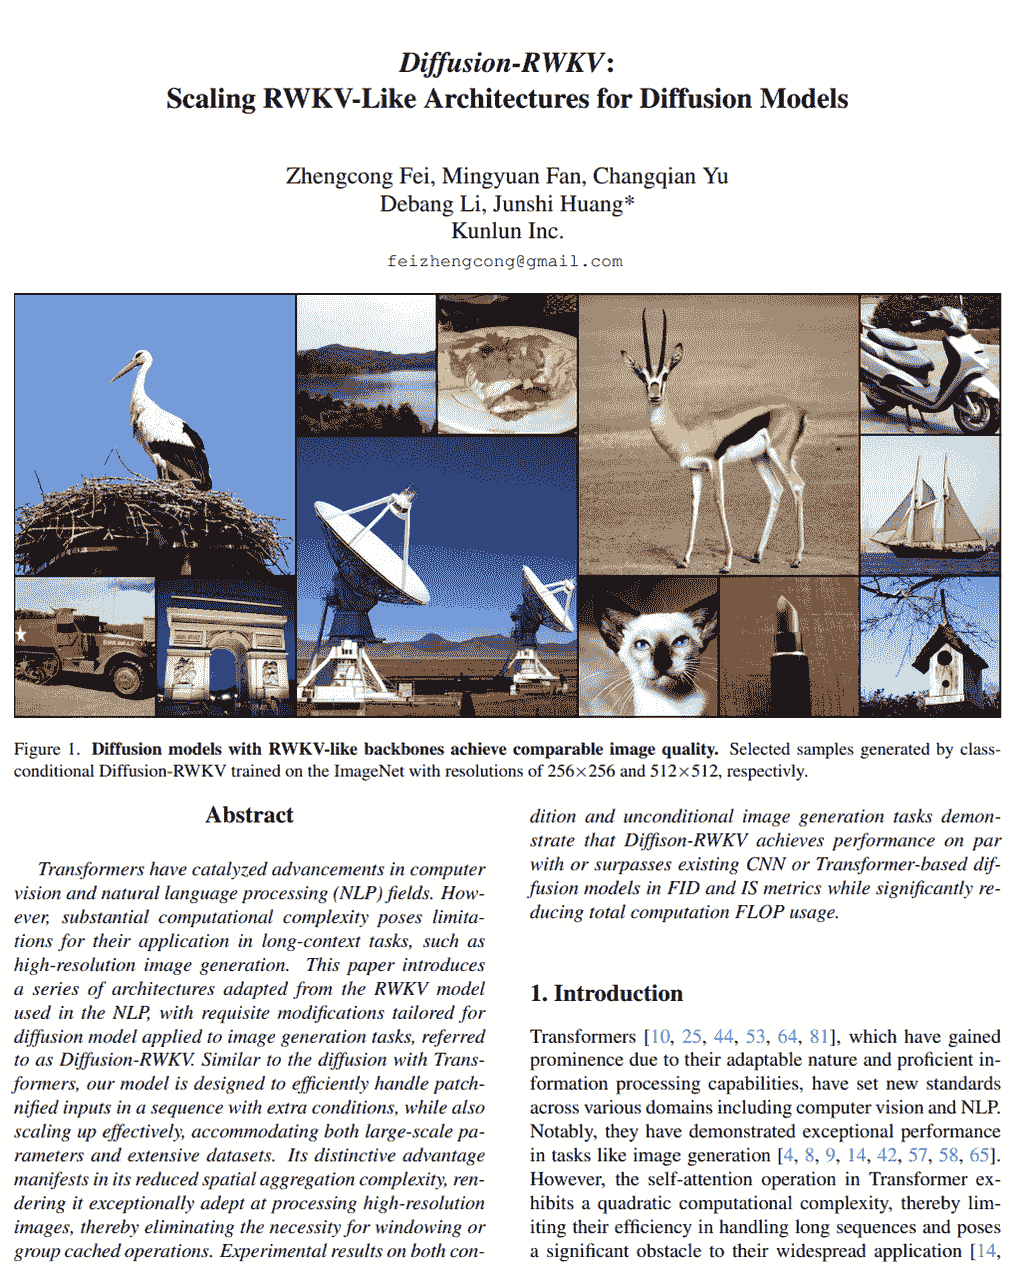 Diffusion-RWKV:
Scaling RWKV-Like Architectures for Diffusion Models
Zhengcong Fei, Mingyuan Fan, Changqian Yu
Debang Li, Junshi Huang*
Kunlun Inc.
feizhengcong@gmail.com
Figure 1. Diffusion models with RWKV-like backbones achieve comparable image quality. Selected samples generated by class-
conditional Diffusion-RWKV trained on the ImageNet with resolutions of 256×256 and 512×512, respectivly.
Abstract
Transformers have catalyzed advancements in computer
vision and natural language processing (NLP) fields. How-
ever, substantial computational complexity poses limita-
tions for their application in long-context tasks, such as
high-resolution image generation. This paper introduces
a series of architectures adapted from the RWKV model
used in the NLP, with requisite modifications tailored for
diffusion model applied to image generation tasks, referred
to as Diffusion-RWKV. Similar to the diffusion with Trans-
formers, our model is designed to efficiently handle patch-
nified inputs in a sequence with extra conditions, while also
scaling up effectively, accommodating both large-scale pa-
rameters and extensive datasets. Its distinctive advantage
manifests in its reduced spatial aggregation complexity, ren-
dering it exceptionally adept at processing high-resolution
images, thereby eliminating the necessity for windowing or
group cached operations. Experimental results on both con-
dition and unconditional image generation tasks demon-
strate that Diffison-RWKV achieves performance on par
with or surpasses existing CNN or Transformer-based dif-
fusion models in FID and IS metrics while significantly re-
ducing total computation FLOP usage.
1. Introduction
Transformers [10, 25, 44, 53, 64, 81], which have gained
prominence due to their adaptable nature and proficient in-
formation processing capabilities, have set new standards
across various domains including computer vision and NLP.
Notably, they have demonstrated exceptional performance
in tasks like image generation [4, 8, 9, 14, 42, 57, 58, 65].
However, the self-attention operation in Transformer ex-
hibits a quadratic computational complexity, thereby lim-
iting their efficiency in handling long sequences and poses
a significant obstacle to their widespread application [14,